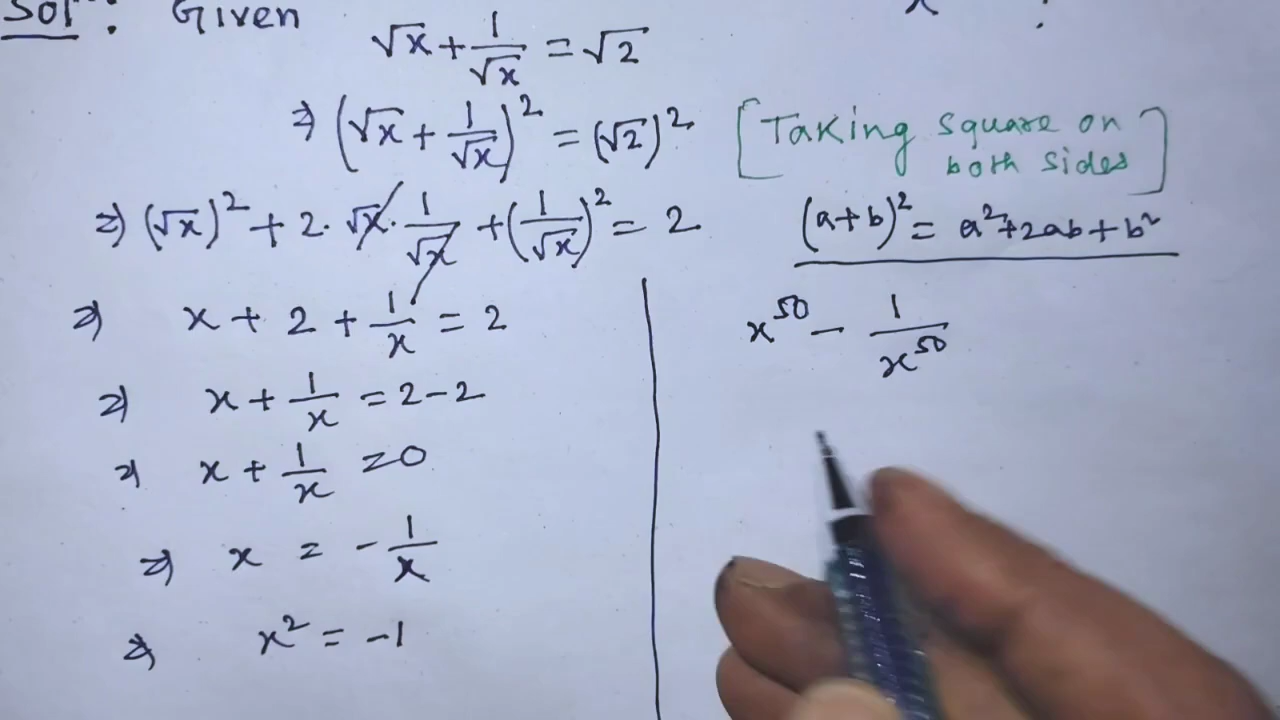 Solⁿ: Given
x :
√x + 1/√x = √2
⇒ (√x + 1/√x)² = (√2)² [Taking square on both sides]
⇒ (√x)² + 2·√x·1/√x + (1/√x)² = 2
(a+b)² = a²+2ab+b²
⇒ x + 2 + 1/x = 2
⇒ x + 1/x = 2-2
⇒ x + 1/x = 0
⇒ x = -1/x
⇒ x² = -1
x⁵⁰ - 1/x⁵⁰